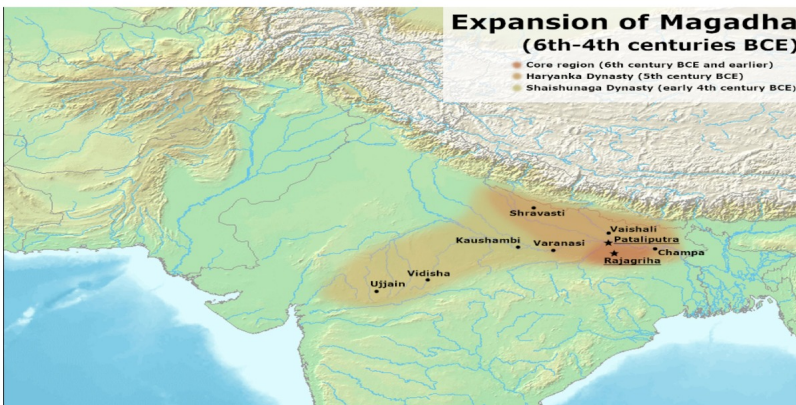 Expansion of Magadha
(6th-4th centuries BCE)
Core region (6th century BCE and earlier)
Haryanka Dynasty (5th century BCE)
Shaishunaga Dynasty (early 4th century BCE)
Shravasti
Vaishali
Pataliputra
Kaushambi
Varanasi
Champa
Rajagriha
Vidisha
Ujjain